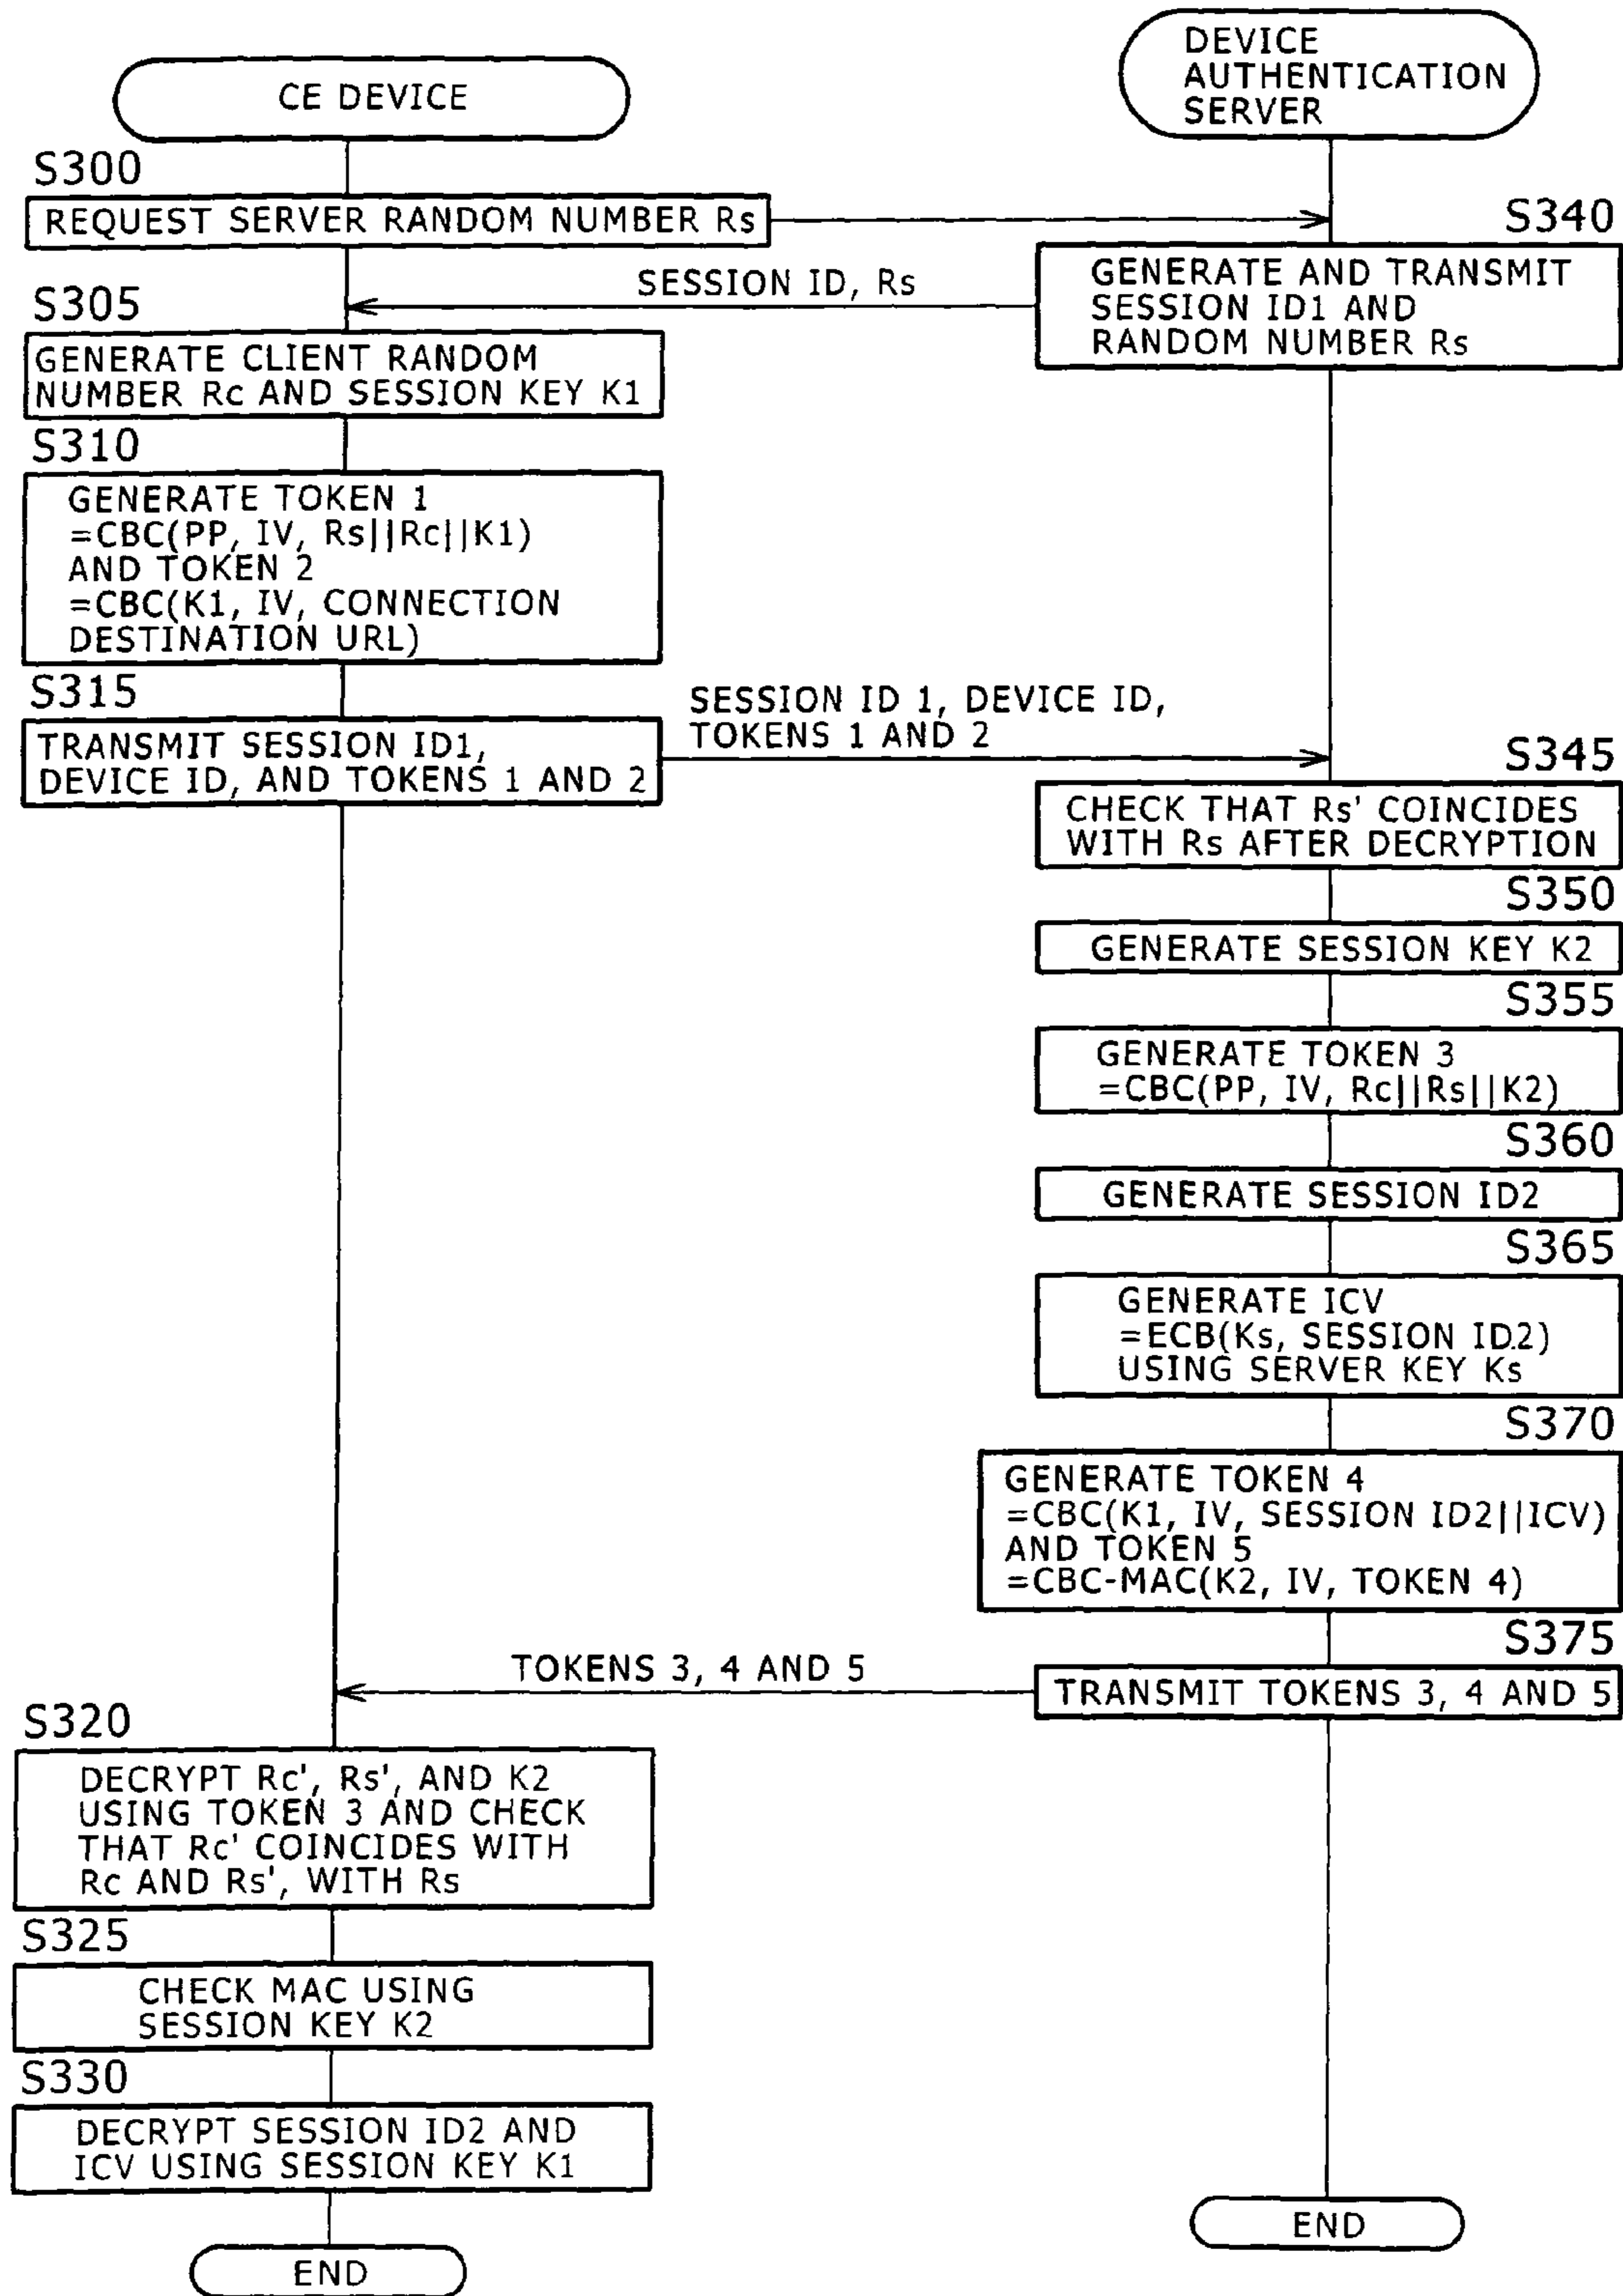 CE DEVICE
DEVICE
AUTHENTICATION
SERVER
S300
REQUEST SERVER RANDOM NUMBER Rs
S340
GENERATE AND TRANSMIT
SESSION ID1 AND
RANDOM NUMBER Rs
SESSION ID, Rs
S305
GENERATE CLIENT RANDOM
NUMBER Rc AND SESSION KEY K1
S310
GENERATE TOKEN 1
=CBC(PP, IV, Rs||Rc||K1)
AND TOKEN 2
=CBC(K1, IV, CONNECTION
DESTINATION URL)
S315
TRANSMIT SESSION ID1,
DEVICE ID, AND TOKENS 1 AND 2
SESSION ID 1, DEVICE ID,
TOKENS 1 AND 2
S345
CHECK THAT Rs' COINCIDES
WITH Rs AFTER DECRYPTION
S350
GENERATE SESSION KEY K2
S355
GENERATE TOKEN 3
=CBC(PP, IV, Rc||Rs||K2)
S360
GENERATE SESSION ID2
S365
GENERATE ICV
=ECB(Ks, SESSION ID.2)
USING SERVER KEY Ks
S370
GENERATE TOKEN 4
=CBC(K1, IV, SESSION ID2||ICV)
AND TOKEN 5
=CBC-MAC(K2, IV, TOKEN 4)
S375
TRANSMIT TOKENS 3, 4 AND 5
TOKENS 3, 4 AND 5
S320
DECRYPT Rc', Rs', AND K2
USING TOKEN 3 AND CHECK
THAT Rc' COINCIDES WITH
Rc AND Rs', WITH Rs
S325
CHECK MAC USING
SESSION KEY K2
S330
DECRYPT SESSION ID2 AND
ICV USING SESSION KEY K1
END
END